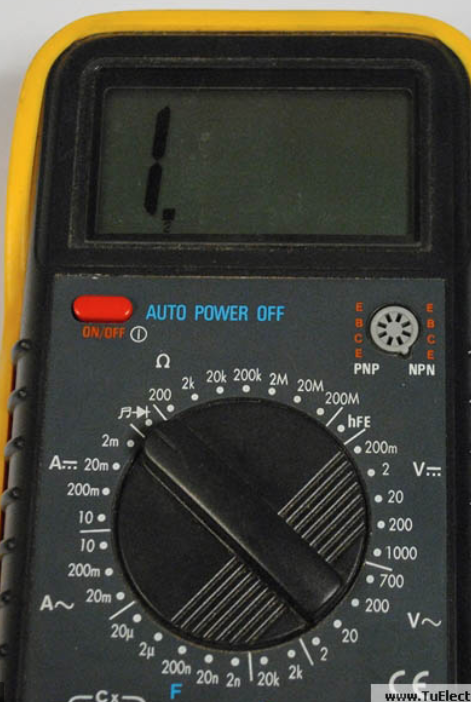 1.
AUTO POWER OFF
ON/OFF
E
B
C
E
PNP
E
B
C
E
NPN
Ω
200
2k
20k
200k
2M
20M
200M
hFE
A⎓
2m
20m
200m
10
10
200m
20m
A~
20µ
2µ
200n
20n
2n
F
20k
2k
2
20
200
700
V~
1000
200
20
2
200m
V⎓
Cx
CE
www.TuElect